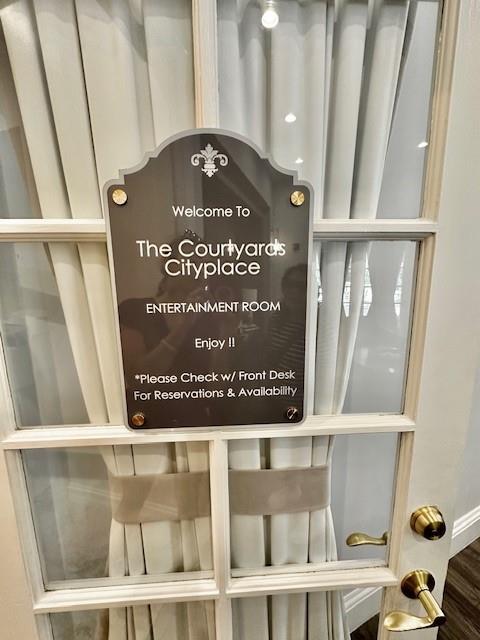 Welcome To
The Courtyards
Cityplace
ENTERTAINMENT ROOM
Enjoy !!
*Please Check w/ Front Desk
For Reservations & Availability